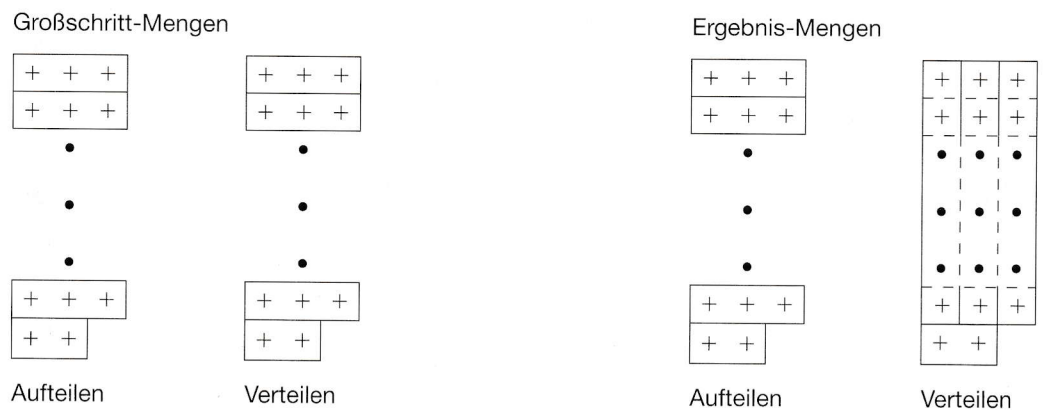 Großschritt-Mengen
Ergebnis-Mengen
+ + +
+ + +
+ + +
+ + +
+ + +
+ + +
+ + +
+ + +
+ + +
+ +
+ + +
+ +
+ + +
+ +
+ + +
+ +
Aufteilen
Verteilen
Aufteilen
Verteilen